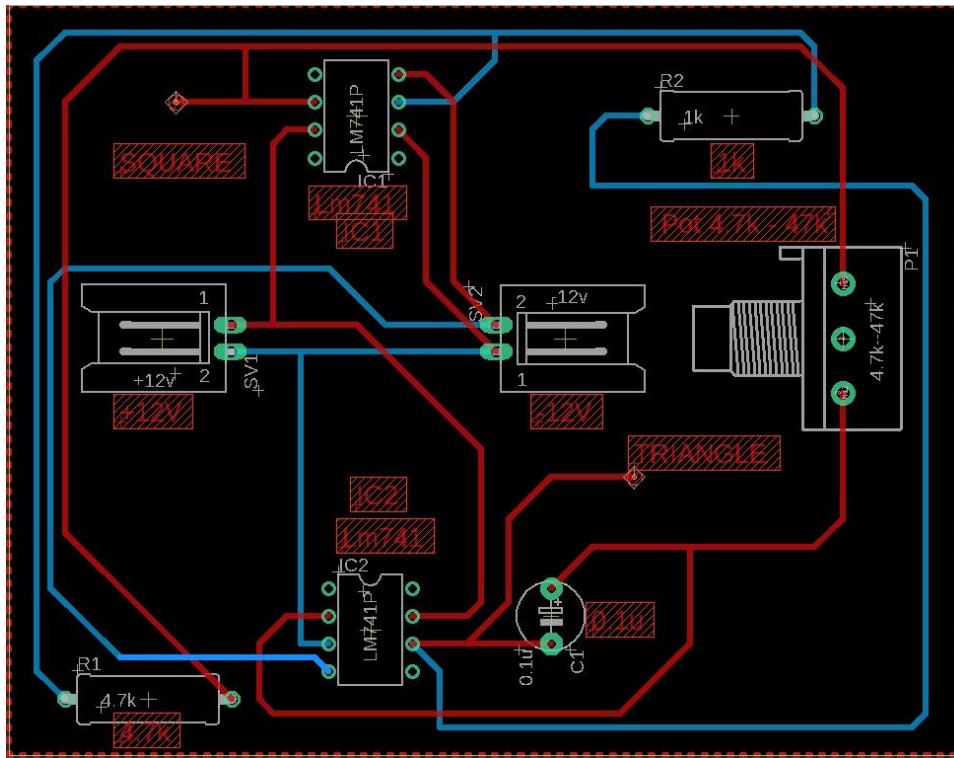 R2
1k
LM741P
SQUARE
IC1
1k
Lm741
IC1
Pot 4.7k--47k
P1
4.7k--47k
1
SV2
2
12v
+12v
2
SV1
1
+12V
-12V
TRIANGLE
IC2
Lm741
IC2
LM741P
+
0.1u
0.1u
C1
R1
4.7k
4.7k